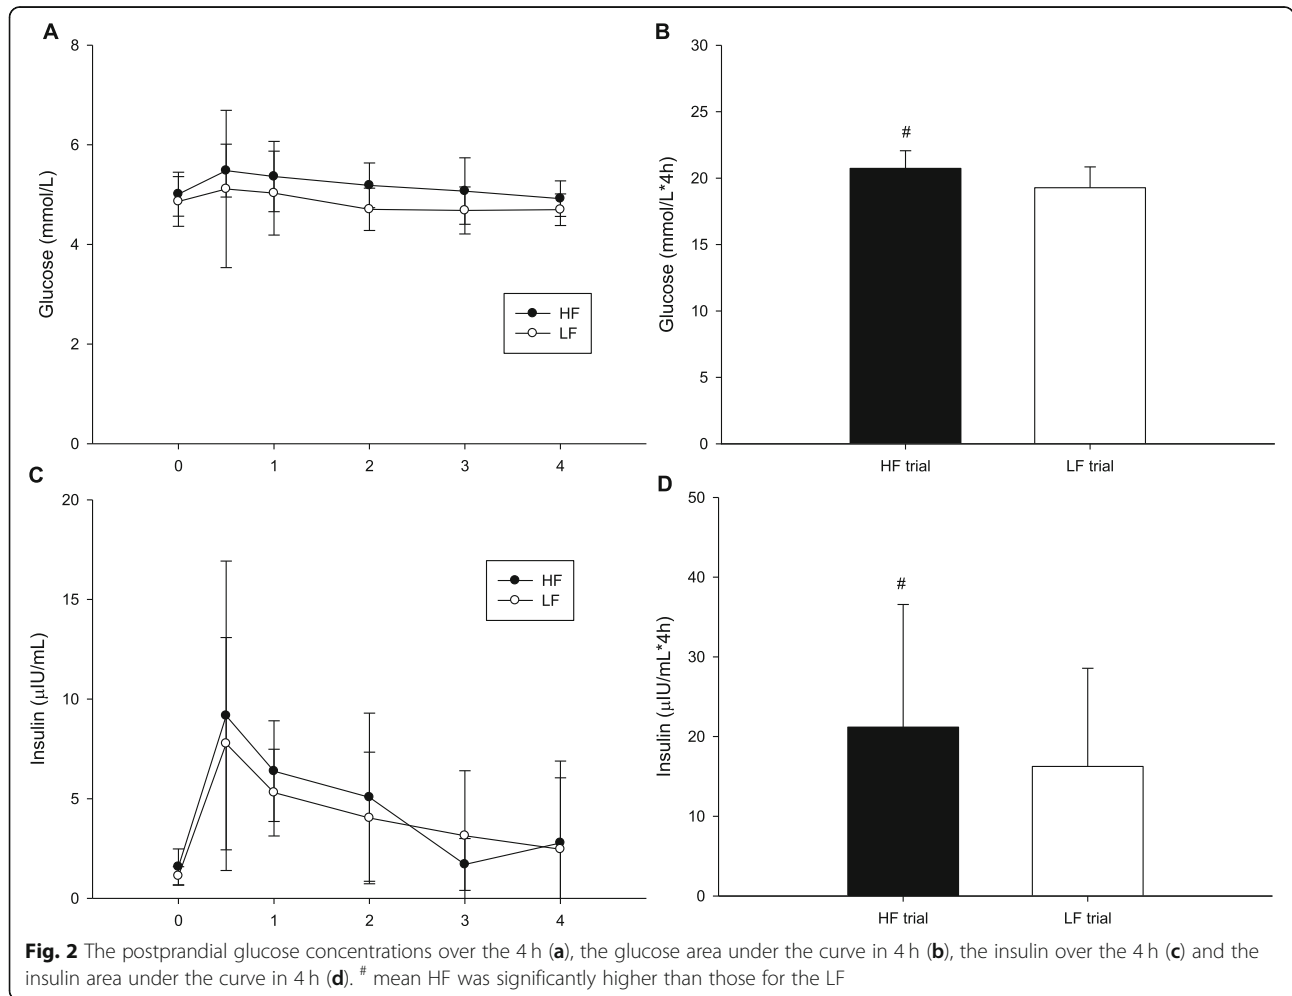 A
8
6
4
2
0
Glucose (mmol/L)
HF
LF
0 1 2 3 4
B
30
25
20
15
10
5
0
Glucose (mmol/L*4h)
#
HF trial LF trial
C
20
15
10
5
0
Insulin (μIU/mL)
HF
LF
0 1 2 3 4
D
50
40
30
20
10
0
Insulin (μIU/mL*4h)
#
HF trial LF trial
Fig. 2 The postprandial glucose concentrations over the 4 h (a), the glucose area under the curve in 4 h (b), the insulin over the 4 h (c) and the
insulin area under the curve in 4 h (d). # mean HF was significantly higher than those for the LF